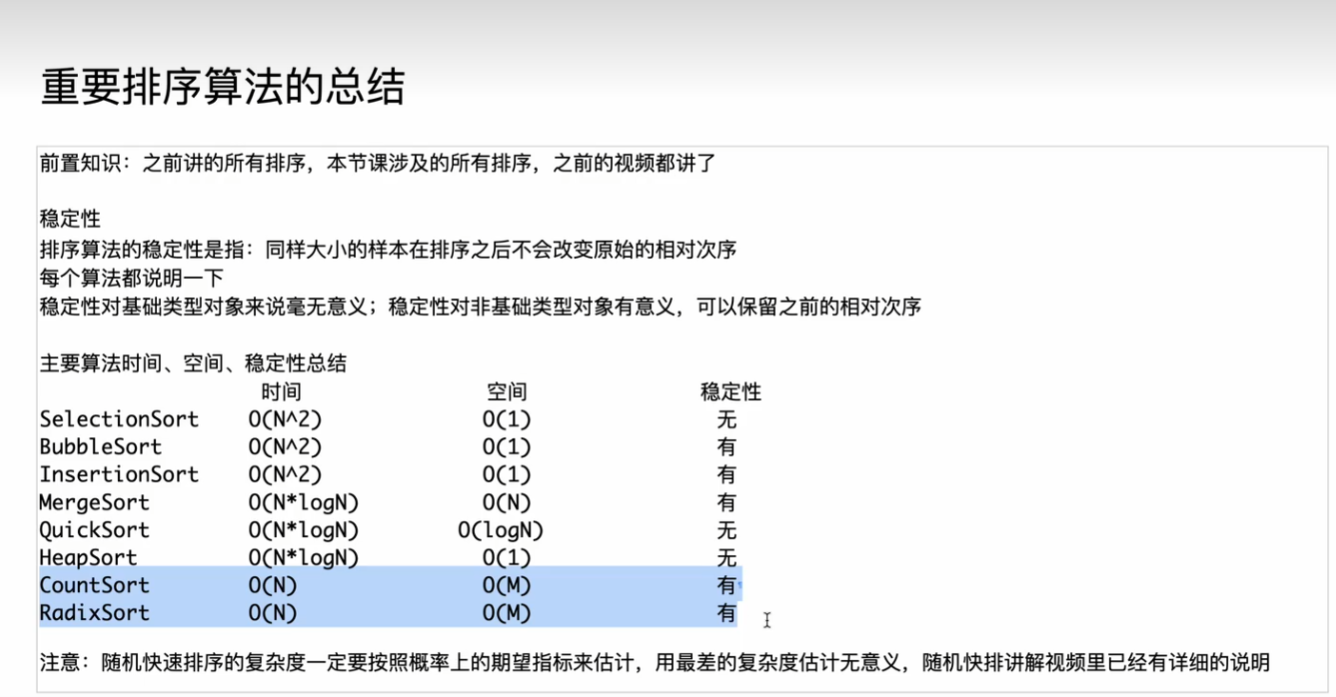 重要排序算法的总结
前置知识：之前讲的所有排序，本节课涉及的所有排序，之前的视频都讲了
稳定性
排序算法的稳定性是指：同样大小的样本在排序之后不会改变原始的相对次序
每个算法都说明一下
稳定性对基础类型对象来说毫无意义；稳定性对非基础类型对象有意义，可以保留之前的相对次序
主要算法时间、空间、稳定性总结
时间 空间 稳定性
SelectionSort O(N^2) O(1) 无
BubbleSort O(N^2) O(1) 有
InsertionSort O(N^2) O(1) 有
MergeSort O(N*logN) O(N) 有
QuickSort O(N*logN) O(logN) 无
HeapSort O(N*logN) O(1) 无
CountSort O(N) O(M) 有
RadixSort O(N) O(M) 有
注意：随机快速排序的复杂度一定要按照概率上的期望指标来估计，用最差的复杂度估计无意义，随机快排讲解视频里已经有详细的说明